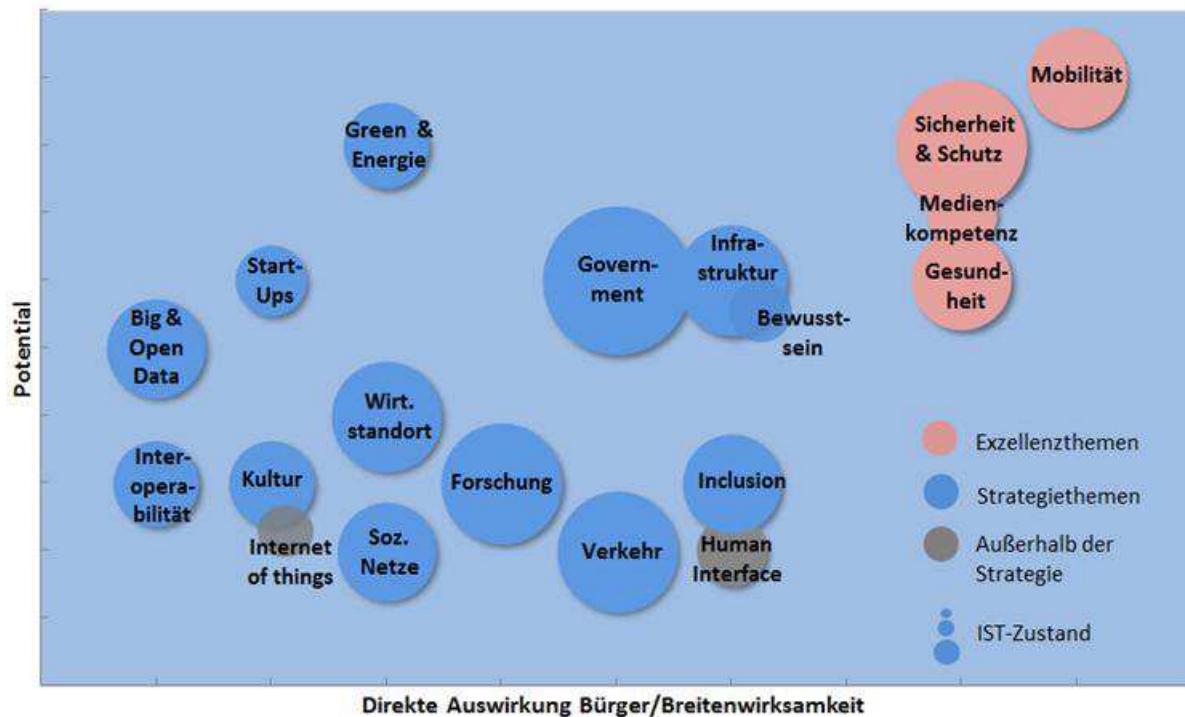 Mobilität
Sicherheit
& Schutz
Green &
Energie
Medien-
kompetenz
Infra-
struktur
Govern-
ment
Start-
Ups
Gesund-
heit
Bewusst-
sein
Big &
Open
Data
Potential
Wirt.
standort
Inter-
opera-
bilität
Kultur
Forschung
Inclusion
Internet
of things
Soz.
Netze
Verkehr
Human
Interface
Exzellenzthemen
Strategiethemen
Außerhalb der
Strategie
IST-Zustand
Direkte Auswirkung Bürger/Breitenwirksamkeit